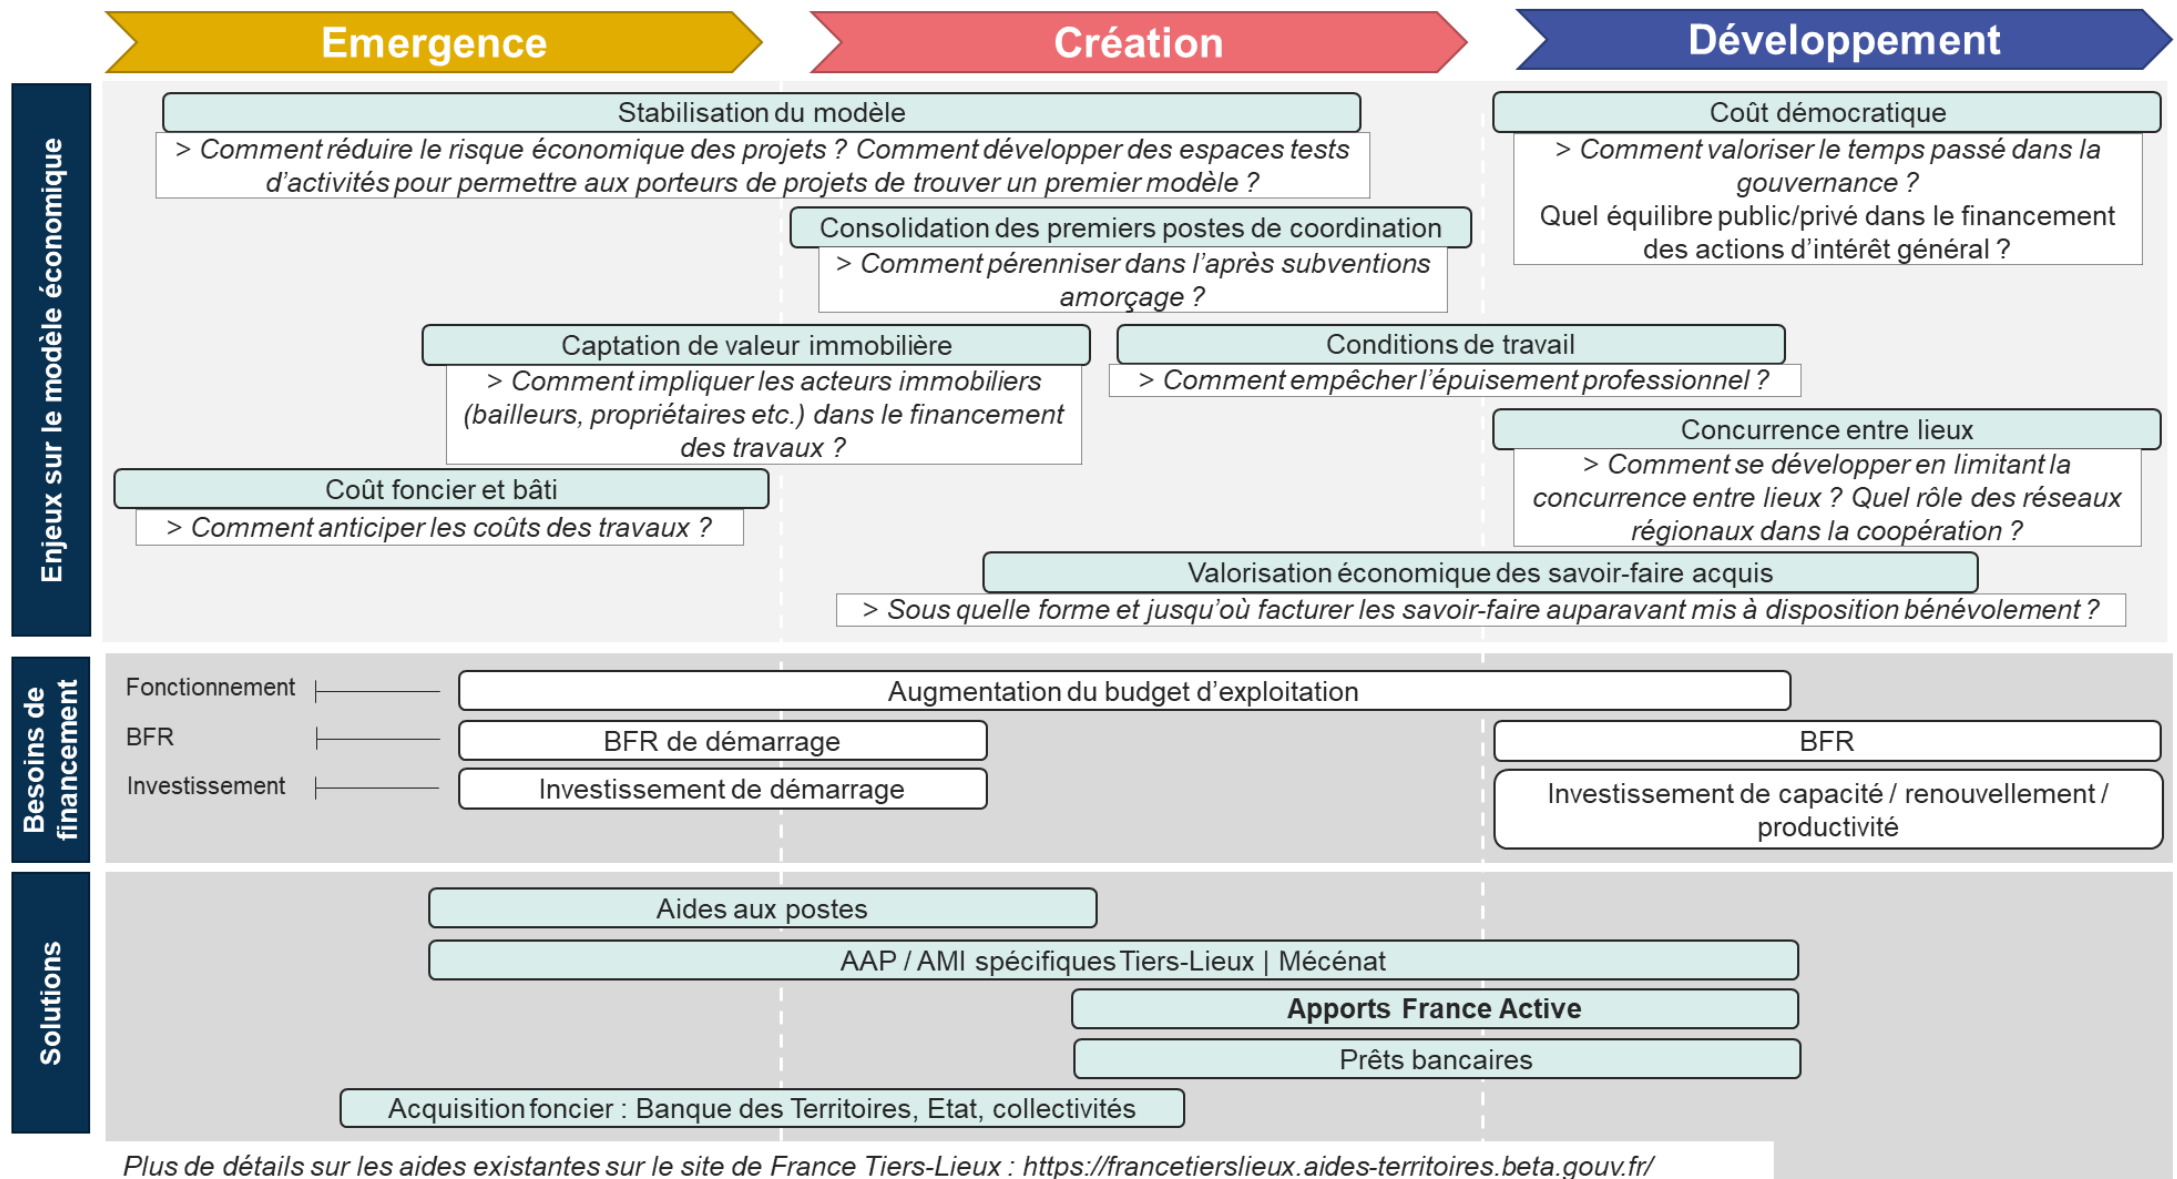 Emergence
Création
Développement
Enjeux sur le modèle économique
Stabilisation du modèle
> Comment réduire le risque économique des projets ? Comment développer des espaces tests
d’activités pour permettre aux porteurs de projets de trouver un premier modèle ?
Coût démocratique
> Comment valoriser le temps passé dans la
gouvernance ?
Quel équilibre public/privé dans le financement
des actions d’intérêt général ?
Consolidation des premiers postes de coordination
> Comment pérenniser dans l’après subventions
amorçage ?
Captation de valeur immobilière
> Comment impliquer les acteurs immobiliers
(bailleurs, propriétaires etc.) dans le financement
des travaux ?
Conditions de travail
> Comment empêcher l’épuisement professionnel ?
Concurrence entre lieux
> Comment se développer en limitant la
concurrence entre lieux ? Quel rôle des réseaux
régionaux dans la coopération ?
Coût foncier et bâti
> Comment anticiper les coûts des travaux ?
Valorisation économique des savoir-faire acquis
> Sous quelle forme et jusqu’où facturer les savoir-faire auparavant mis à disposition bénévolement ?
Besoins de
financement
Fonctionnement
Augmentation du budget d’exploitation
BFR
BFR de démarrage
BFR
Investissement
Investissement de démarrage
Investissement de capacité / renouvellement /
productivité
Solutions
Aides aux postes
AAP / AMI spécifiques Tiers-Lieux | Mécénat
Apports France Active
Prêts bancaires
Acquisition foncier : Banque des Territoires, Etat, collectivités
Plus de détails sur les aides existantes sur le site de France Tiers-Lieux : https://francetierslieux.aides-territoires.beta.gouv.fr/